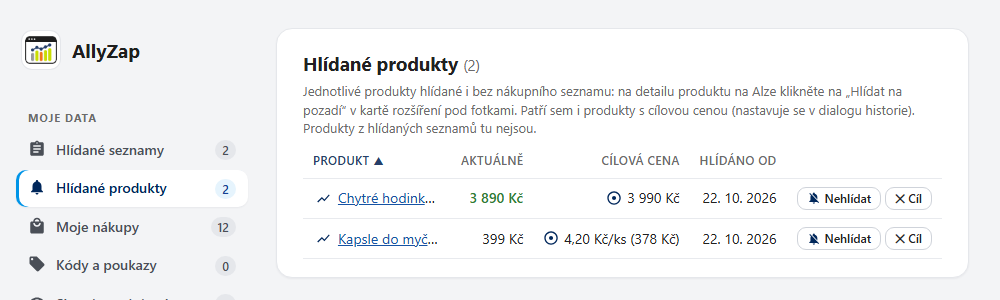 AllyZap
MOJE DATA
Hlídané seznamy 2
Hlídané produkty 2
Moje nákupy 12
Kódy a poukazy 0
Hlídané produkty (2)
Jednotlivé produkty hlídané i bez nákupního seznamu: na detailu produktu na Alze klikněte na „Hlídat na
pozadí“ v kartě rozšíření pod fotkami. Patří sem i produkty s cílovou cenou (nastavuje se v dialogu historie).
Produkty z hlídaných seznamů tu nejsou.
PRODUKT ▲ AKTUÁLNĚ CÍLOVÁ CENA HLÍDÁNO OD
Chytré hodink... 3 890 Kč 3 990 Kč 22. 10. 2026 Nehlídat Cíl
Kapsle do myč... 399 Kč 4,20 Kč/ks (378 Kč) 22. 10. 2026 Nehlídat Cíl